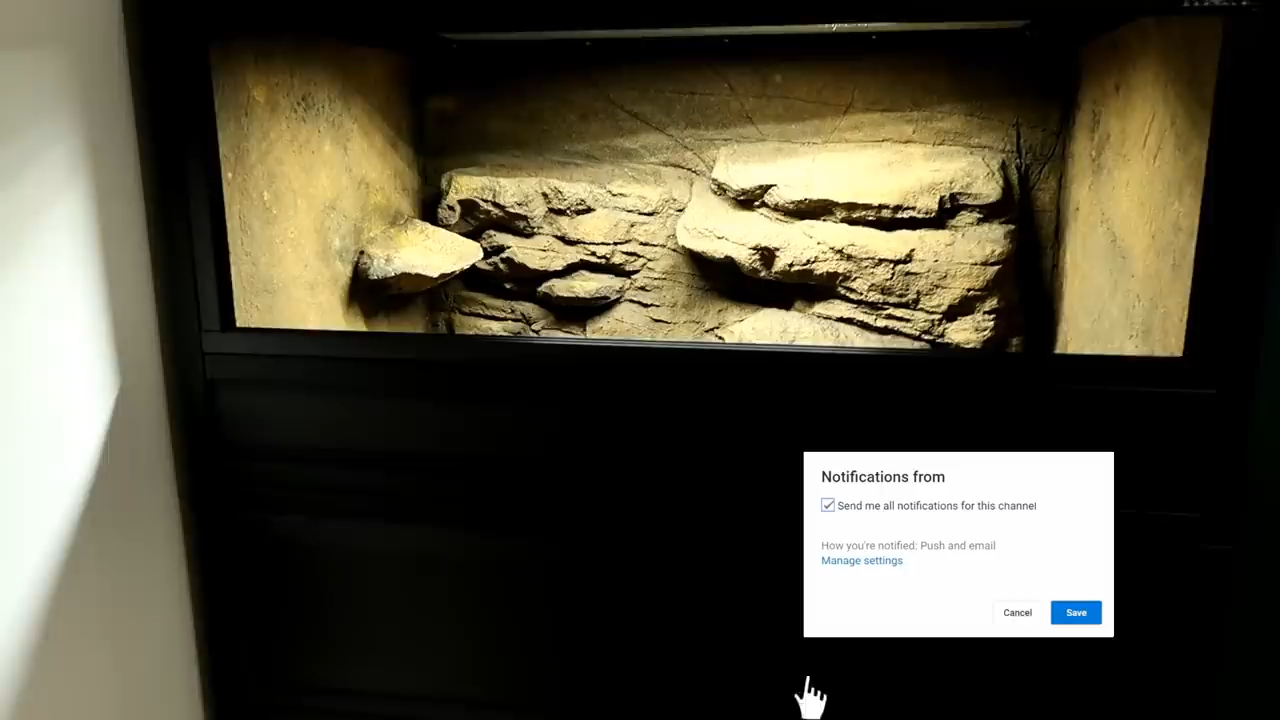 Notifications from
Send me all notifications for this channel
How you're notified: Push and email
Manage settings
Cancel
Save